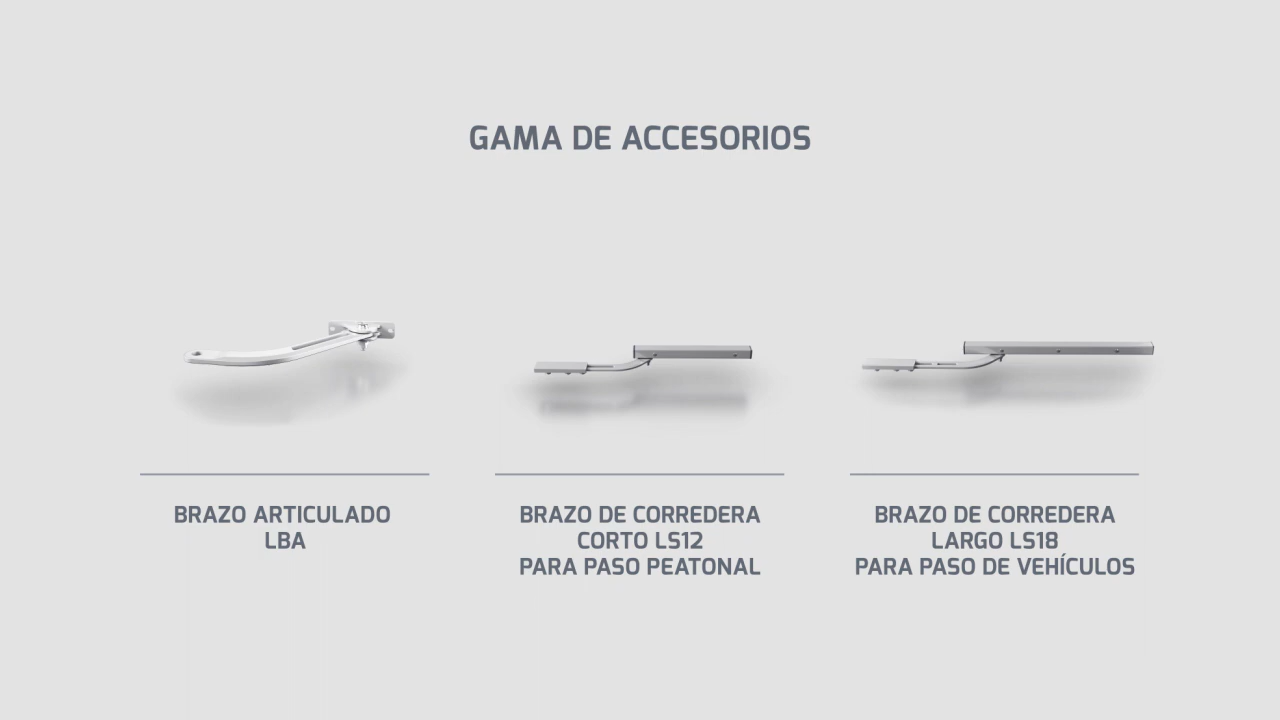 GAMA DE ACCESORIOS
BRAZO ARTICULADO
LBA
BRAZO DE CORREDERA
CORTO LS12
PARA PASO PEATONAL
BRAZO DE CORREDERA
LARGO LS18
PARA PASO DE VEHÍCULOS